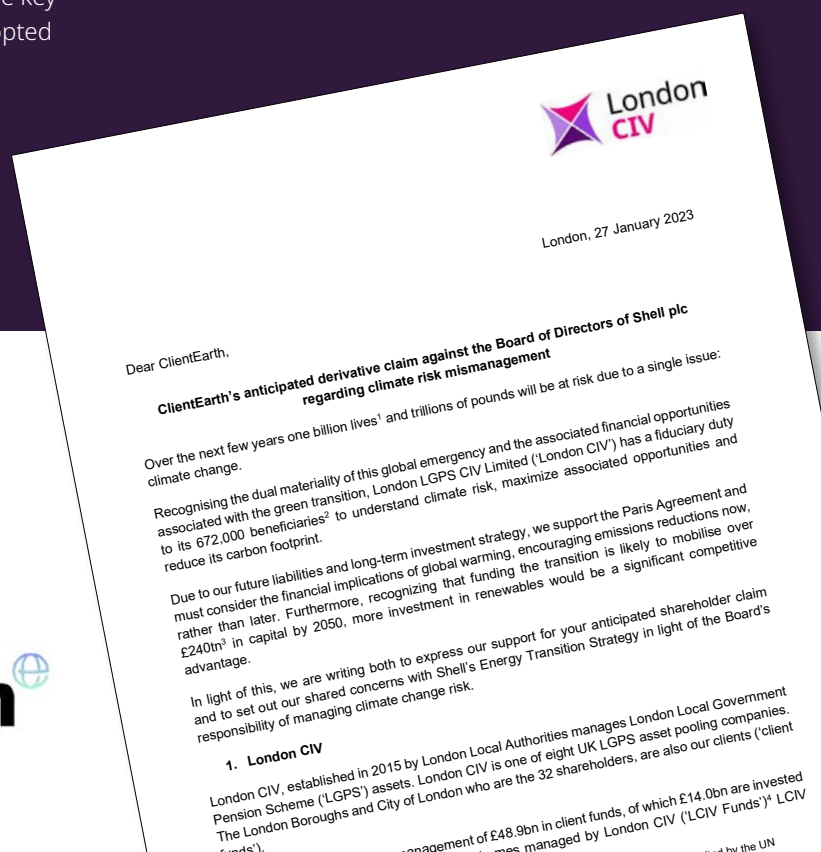 opted
London
CIV
London, 27 January 2023
Dear ClientEarth,
ClientEarth's anticipated derivative claim against the Board of Directors of Shell plc
regarding climate risk mismanagement
Over the next few years one billion lives¹ and trillions of pounds will be at risk due to a single issue:
climate change.
Recognising the dual materiality of this global emergency and the associated financial opportunities
associated with the green transition, London LGPS CIV Limited ('London CIV') has a fiduciary duty
to its 672,000 beneficiaries² to understand climate risk, maximize associated opportunities and
reduce its carbon footprint.
Due to our future liabilities and long-term investment strategy, we support the Paris Agreement and
must consider the financial implications of global warming, encouraging emissions reductions now,
rather than later. Furthermore, recognizing that funding the transition is likely to mobilise over
£240tn³ in capital by 2050, more investment in renewables would be a significant competitive
advantage.
In light of this, we are writing both to express our support for your anticipated shareholder claim
and to set out our shared concerns with Shell's Energy Transition Strategy in light of the Board's
responsibility of managing climate change risk.
1. London CIV
London CIV, established in 2015 by London Local Authorities manages London Local Government
Pension Scheme ('LGPS') assets. London CIV is one of eight UK LGPS asset pooling companies.
The London Boroughs and City of London who are the 32 shareholders, are also our clients ('client
funds').
of £48.9bn in client funds, of which £14.0bn are invested
managed by London CIV ('LCIV Funds')⁴ LCIV
by the UN